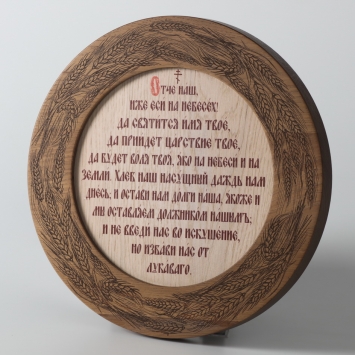 Отче наш,
иже еси на небесех!
да святится имя твое,
да приидет царствие твое,
да будет воля твоя, яко на небеси и на
земли. Хлеб наш насущный даждь нам
днесь; и остави нам долги наша, якоже и
мы оставляем должником нашим;
и не введи нас во искушение,
но избави нас от
лукаваго.